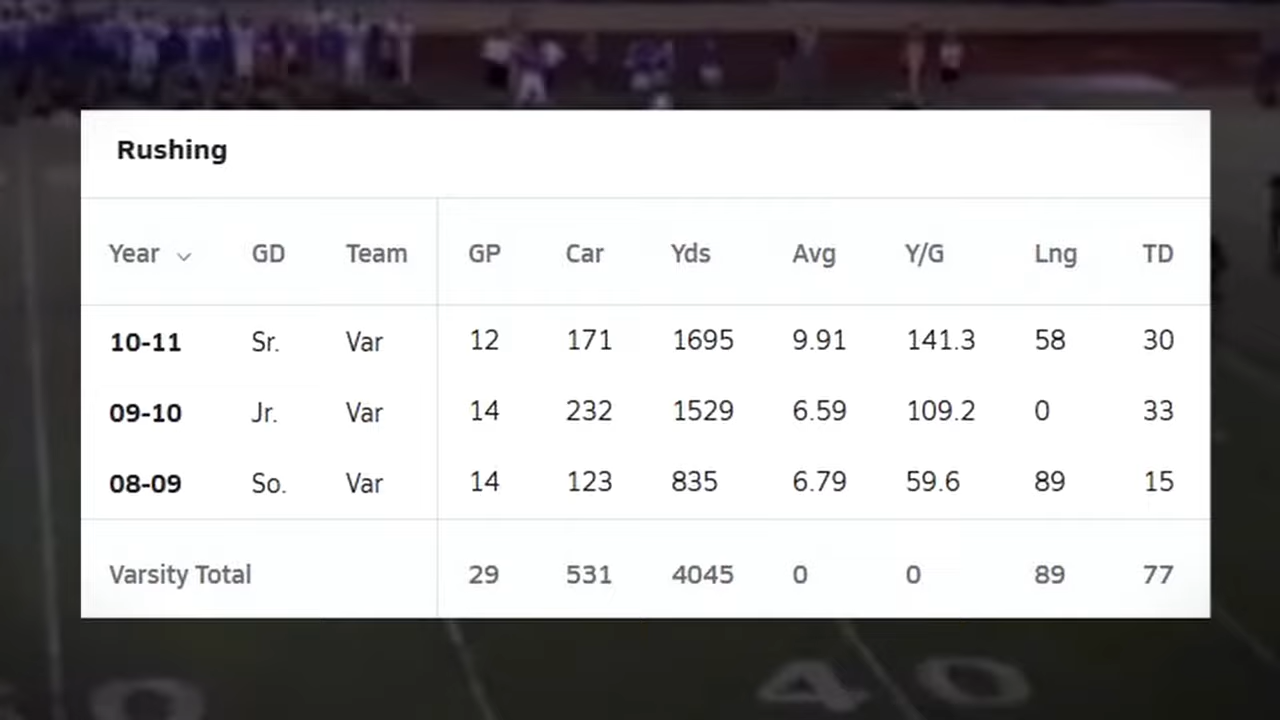 Rushing
Year GD Team GP Car Yds Avg Y/G Lng TD
10-11 Sr. Var 12 171 1695 9.91 141.3 58 30
09-10 Jr. Var 14 232 1529 6.59 109.2 0 33
08-09 So. Var 14 123 835 6.79 59.6 89 15
Varsity Total 29 531 4045 0 0 89 77
0 40